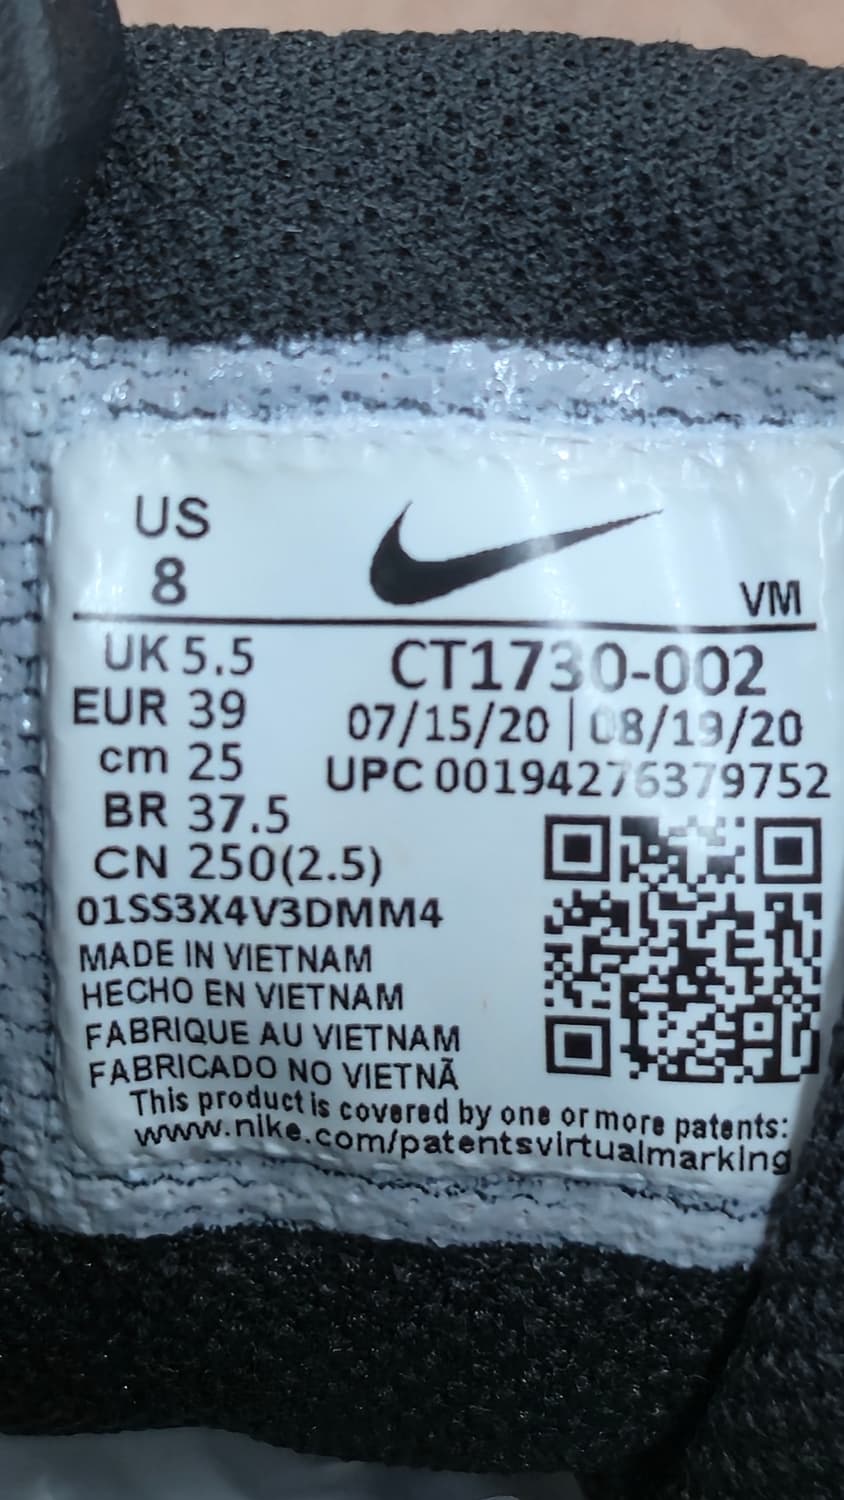 US
8
VM
UK 5.5
EUR 39
cm 25
BR 37.5
CN 250(2.5)
CT1730-002
07/15/20 | 08/19/20
UPC 00194276379752
01SS3X4V3DMM4
MADE IN VIETNAM
HECHO EN VIETNAM
FABRIQUE AU VIETNAM
FABRICADO NO VIETNÃ
This product is covered by one or more patents:
www.nike.com/patentsvirtualmarking